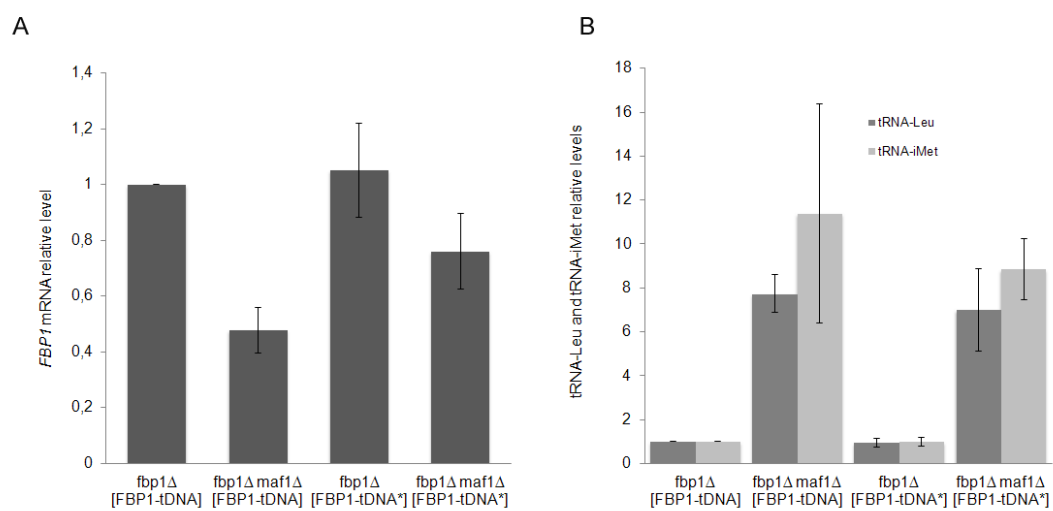 A
FBP1 mRNA relative level
1,4
1,2
1
0,8
0,6
0,4
0,2
0
fbp1Δ
[FBP1-tDNA]
fbp1Δ maf1Δ
[FBP1-tDNA]
fbp1Δ
[FBP1-tDNA*]
fbp1Δ maf1Δ
[FBP1-tDNA*]
B
tRNA-Leu and tRNA-iMet relative levels
18
16
14
12
10
8
6
4
2
0
tRNA-Leu
tRNA-iMet
fbp1Δ
[FBP1-tDNA]
fbp1Δ maf1Δ
[FBP1-tDNA]
fbp1Δ
[FBP1-tDNA*]
fbp1Δ maf1Δ
[FBP1-tDNA*]